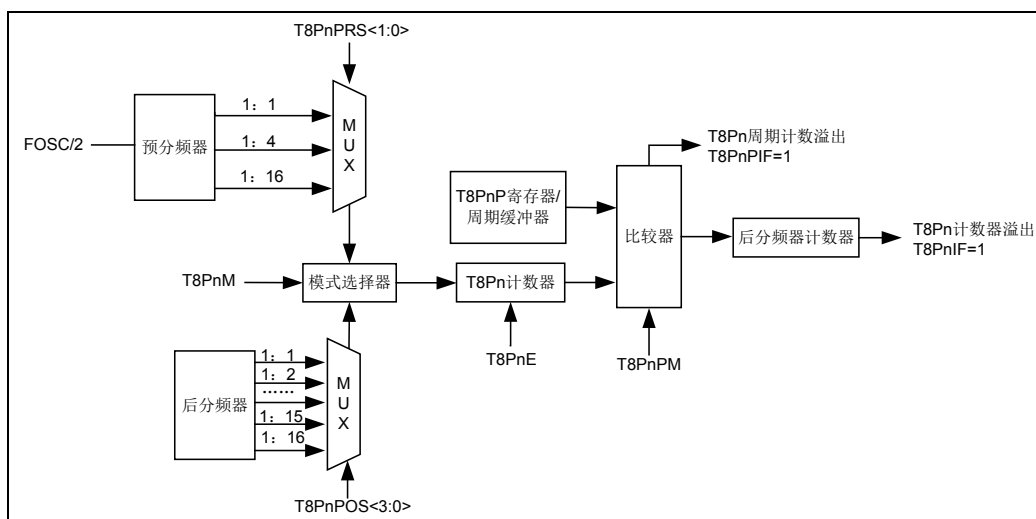 T8PnPRS<1:0>
FOSC/2
预分频器
1：1
1：4
1：16
MUX
T8PnP寄存器/
周期缓冲器
比较器
T8Pn周期计数溢出
T8PnPIF=1
后分频器计数器
T8Pn计数器溢出
T8PnIF=1
T8PnM
模式选择器
T8Pn计数器
T8PnE
T8PnPM
后分频器
1：1
1：2
……
1：15
1：16
MUX
T8PnPOS<3:0>